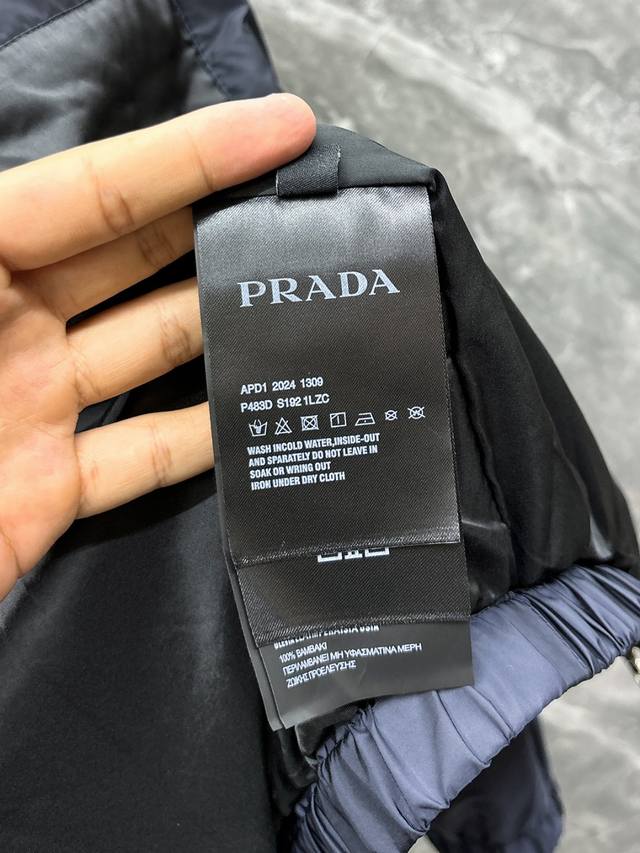 PRADA
APD1 2024 1309
P483D S192 1LZC
WASH INCOLD WATER,INSIDE-OUT
AND SPARATELY DO NOT LEAVE IN
SOAK OR WRING OUT
IRON UNDER DRY CLOTH
100% BAMBAKI
ΠΕΡΙΛΑΜΒΑΝΕΙ ΜΗ ΥΦΑΣΜΑΤΙΝΑ ΜΕΡΗ
ΖΩΙΚΗΣ ΠΡΟΕΛΕΥΣΗΣ